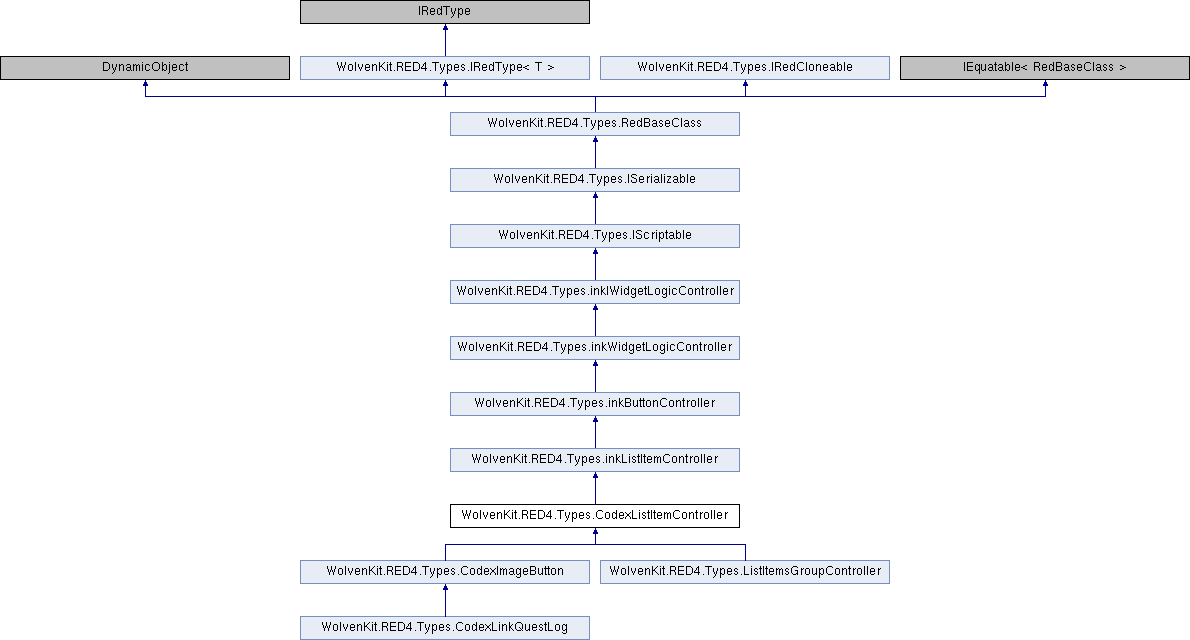 IRedType
DynamicObject
WolvenKit.RED4.Types.IRedType< T >
WolvenKit.RED4.Types.IRedCloneable
IEquatable< RedBaseClass >
WolvenKit.RED4.Types.RedBaseClass
WolvenKit.RED4.Types.ISerializable
WolvenKit.RED4.Types.IScriptable
WolvenKit.RED4.Types.inkIWidgetLogicController
WolvenKit.RED4.Types.inkWidgetLogicController
WolvenKit.RED4.Types.inkButtonController
WolvenKit.RED4.Types.inkListItemController
WolvenKit.RED4.Types.CodexListItemController
WolvenKit.RED4.Types.CodexImageButton
WolvenKit.RED4.Types.ListItemsGroupController
WolvenKit.RED4.Types.CodexLinkQuestLog